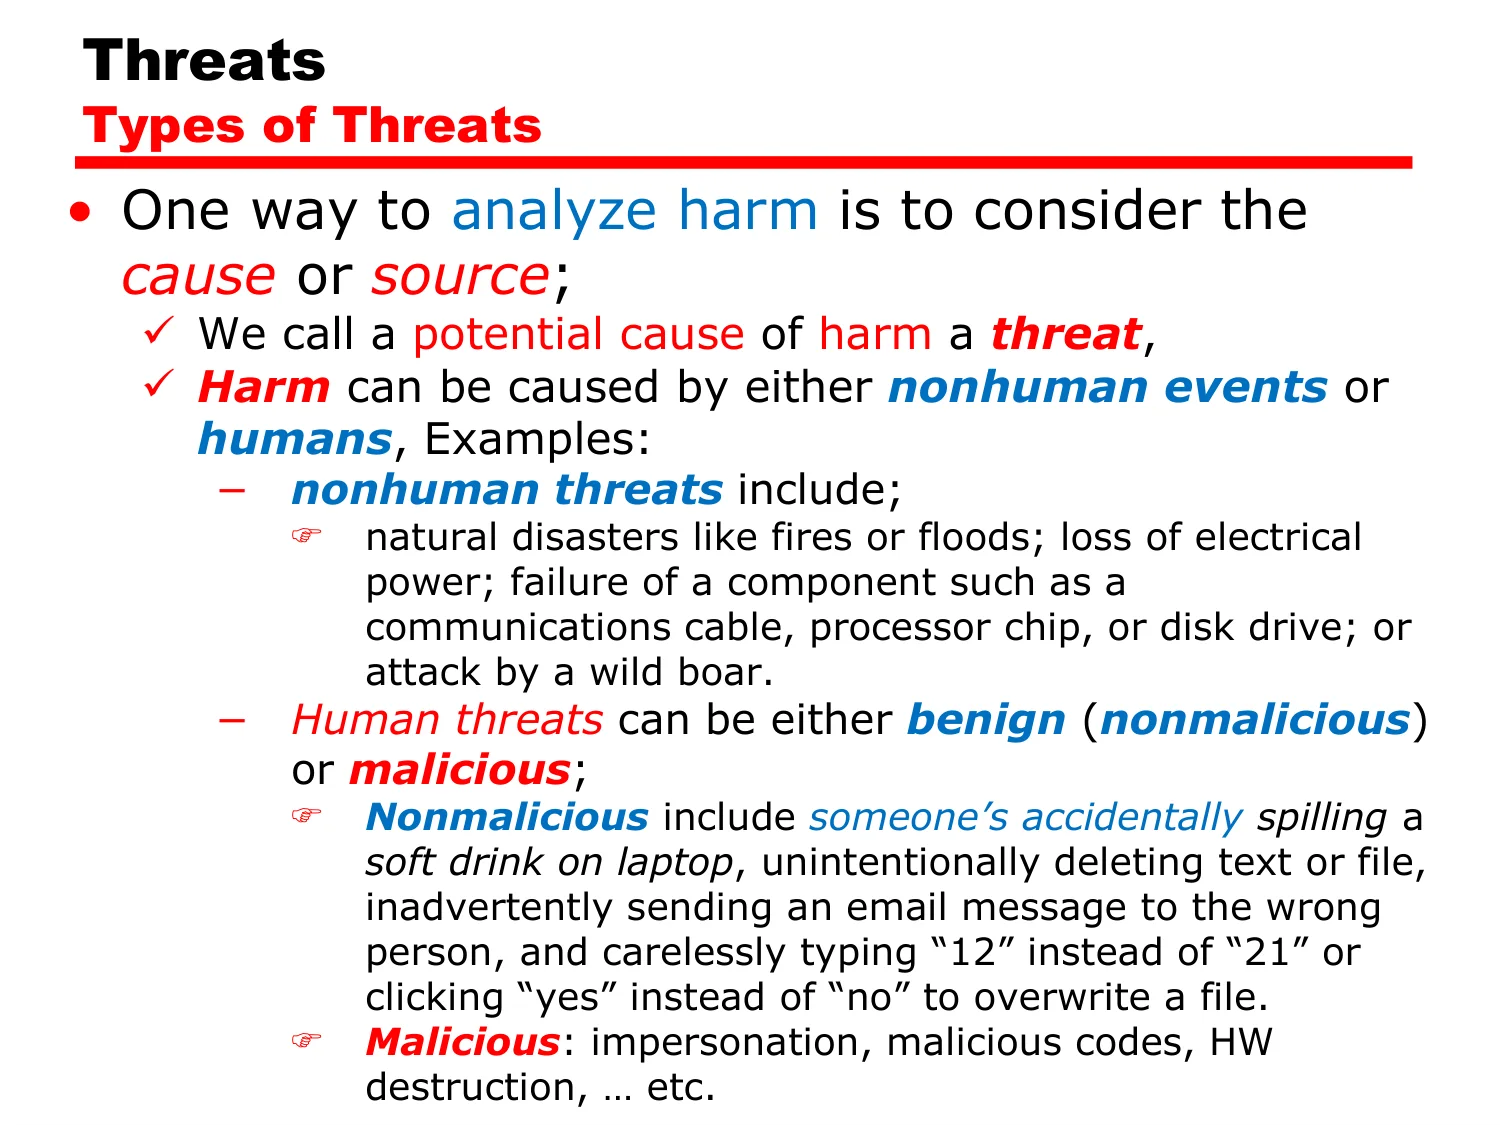 Threats
Types of Threats
• One way to analyze harm is to consider the
cause or source;
✓ We call a potential cause of harm a threat,
✓ Harm can be caused by either nonhuman events or
humans, Examples:
– nonhuman threats include;
☞ natural disasters like fires or floods; loss of electrical
power; failure of a component such as a
communications cable, processor chip, or disk drive; or
attack by a wild boar.
– Human threats can be either benign (nonmalicious)
or malicious;
☞ Nonmalicious include someone’s accidentally spilling a
soft drink on laptop, unintentionally deleting text or file,
inadvertently sending an email message to the wrong
person, and carelessly typing “12” instead of “21” or
clicking “yes” instead of “no” to overwrite a file.
☞ Malicious: impersonation, malicious codes, HW
destruction, … etc.